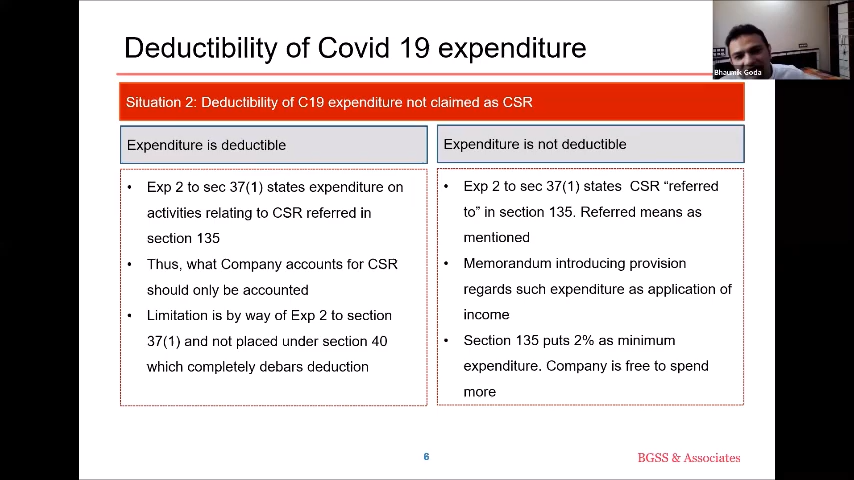 Deductibility of Covid 19 expenditure
Bhaumik Goda
Situation 2: Deductibility of C19 expenditure not claimed as CSR
Expenditure is deductible
• Exp 2 to sec 37(1) states expenditure on
activities relating to CSR referred in
section 135
• Thus, what Company accounts for CSR
should only be accounted
• Limitation is by way of Exp 2 to section
37(1) and not placed under section 40
which completely debars deduction
Expenditure is not deductible
• Exp 2 to sec 37(1) states CSR “referred
to” in section 135. Referred means as
mentioned
• Memorandum introducing provision
regards such expenditure as application of
income
• Section 135 puts 2% as minimum
expenditure. Company is free to spend
more
6
BGSS & Associates